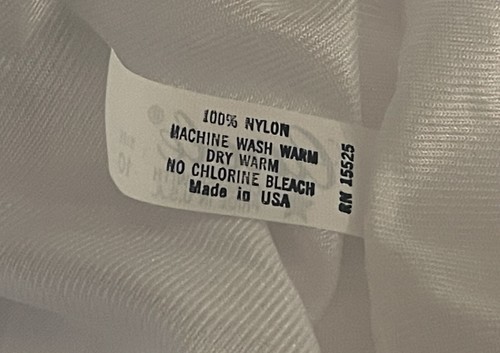 100% NYLON
MACHINE WASH WARM
DRY WARM
NO CHLORINE BLEACH
Made in USA
RN 15525